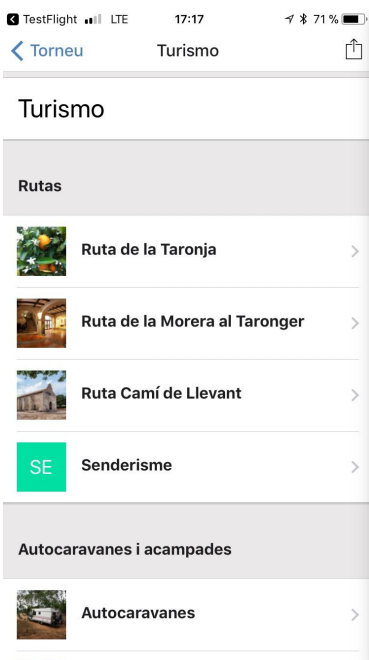 TestFlight LTE 17:17 71 %
Torneu Turismo
Turismo
Rutas
Ruta de la Taronja
Ruta de la Morera al Taronger
Ruta Camí de Llevant
SE Senderisme
Autocaravanes i acampades
Autocaravanes